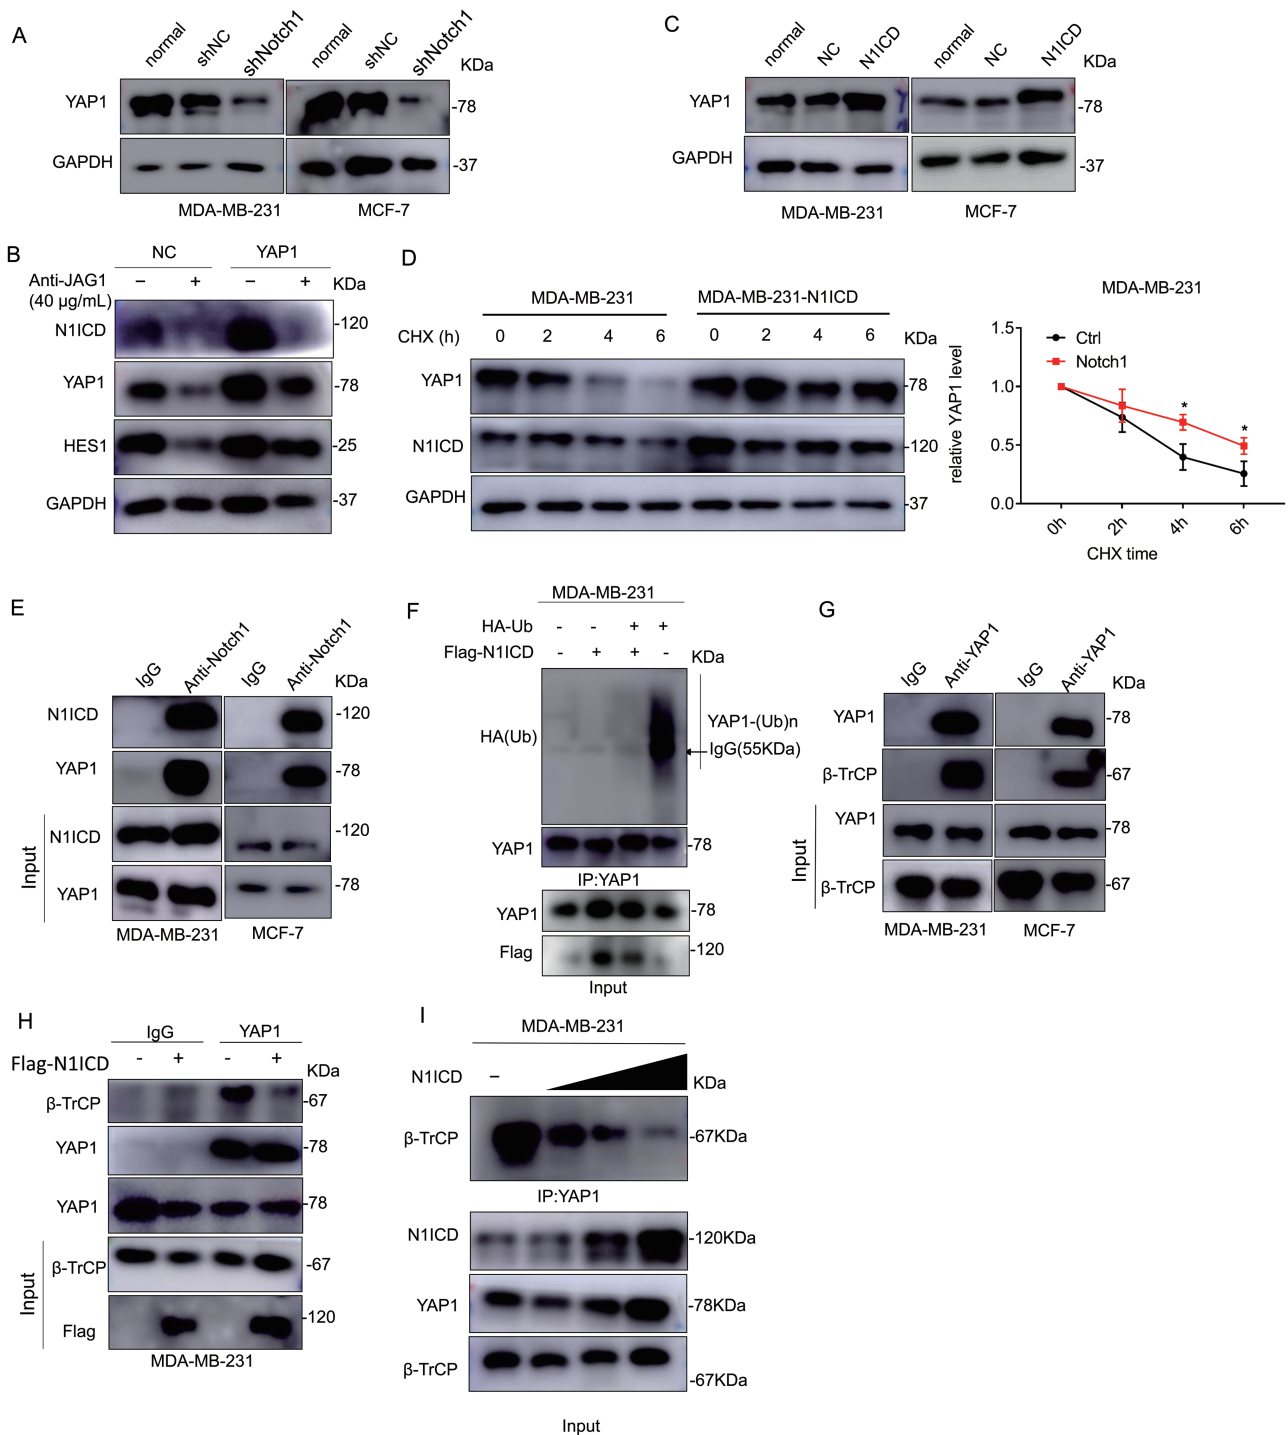 A
normal shNC shNotch1 normal shNC shNotch1
KDa
YAP1 -78
GAPDH -37
MDA-MB-231 MCF-7
C
normal NC N1ICD normal NC N1ICD
KDa
YAP1 -78
GAPDH -37
MDA-MB-231 MCF-7
B
NC YAP1
Anti-JAG1 – + – + KDa
(40 µg/mL)
N1ICD -120
YAP1 -78
HES1 -25
GAPDH -37
D
MDA-MB-231 MDA-MB-231-N1ICD
CHX (h) 0 2 4 6 0 2 4 6 KDa
YAP1 -78
N1ICD -120
GAPDH -37
MDA-MB-231
Ctrl
Notch1
relative YAP1 level
1.5
1.0
0.5
0.0
* *
0h 2h 4h 6h
CHX time
E
IgG Anti-Notch1 IgG Anti-Notch1
KDa
N1ICD -120
YAP1 -78
Input
N1ICD -120
YAP1 -78
MDA-MB-231 MCF-7
F
MDA-MB-231
HA-Ub - - + +
Flag-N1ICD - + + - KDa
HA(Ub)
YAP1-(Ub)n
IgG(55KDa)
YAP1 -78
IP:YAP1
YAP1 -78
Flag -120
Input
G
IgG Anti-YAP1 IgG Anti-YAP1
KDa
YAP1 -78
β-TrCP -67
Input
YAP1 -78
β-TrCP -67
MDA-MB-231 MCF-7
H
IgG YAP1
Flag-N1ICD - + - +
KDa
β-TrCP -67
YAP1 -78
YAP1 -78
Input
β-TrCP -67
Flag -120
MDA-MB-231
I
MDA-MB-231
N1ICD – KDa
β-TrCP -67KDa
IP:YAP1
N1ICD -120KDa
YAP1 -78KDa
β-TrCP -67KDa
Input